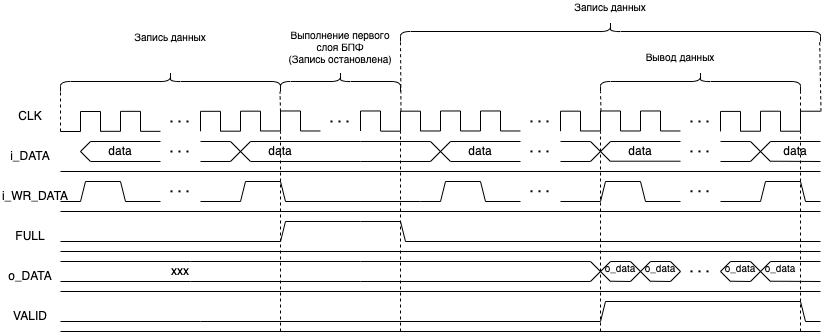 Запись данных
Запись данных
Выполнение первого
слоя БПФ
(Запись остановлена)
Вывод данных
CLK
i_DATA data data data data data
i_WR_DATA
FULL
o_DATA xxx o_data o_data o_data o_data
VALID